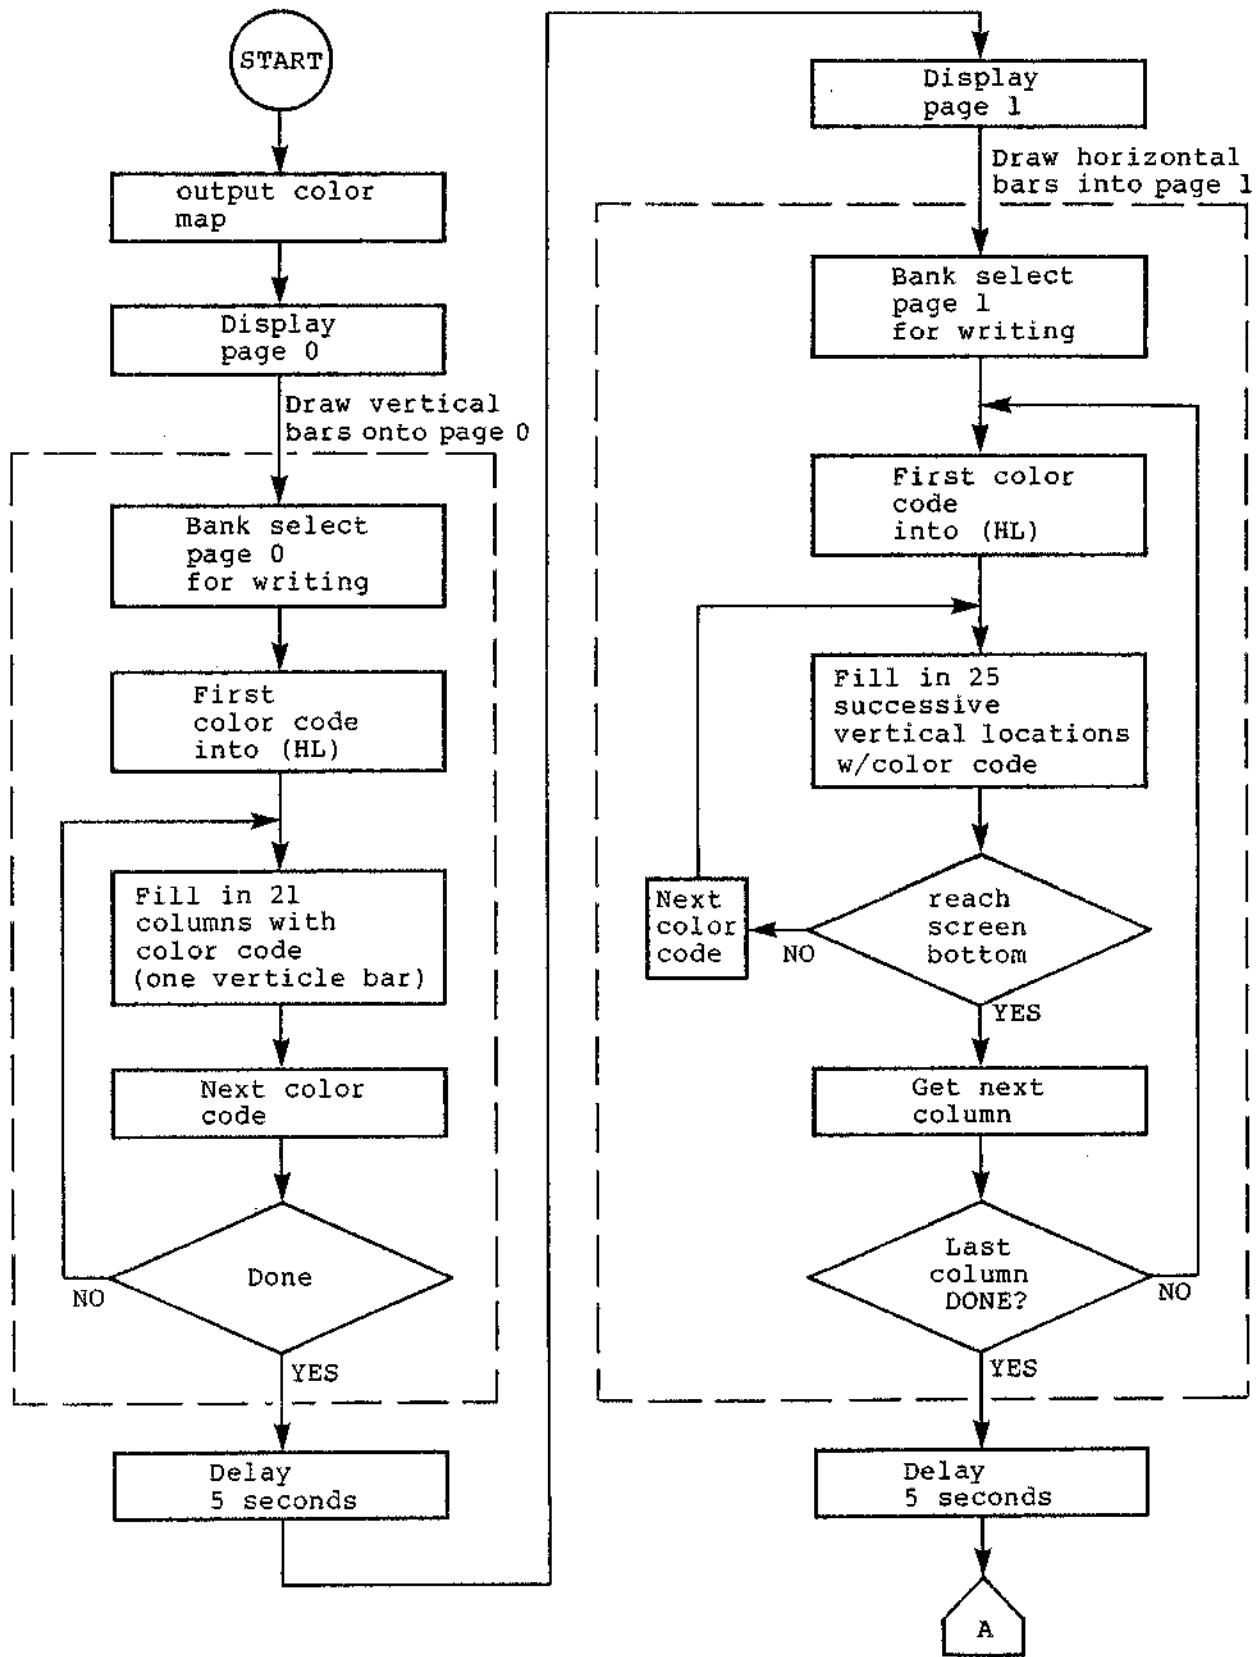 START
output color
map
Display
page 0
Draw vertical
bars onto page 0
Bank select
page 0
for writing
First
color code
into (HL)
Fill in 21
columns with
color code
(one verticle bar)
Next color
code
Done
NO
YES
Delay
5 seconds
Display
page 1
Draw horizontal
bars into page 1
Bank select
page 1
for writing
First color
code
into (HL)
Fill in 25
successive
vertical locations
w/color code
reach
screen
bottom
NO
Next
color
code
YES
Get next
column
Last
column
DONE?
NO
YES
Delay
5 seconds
A